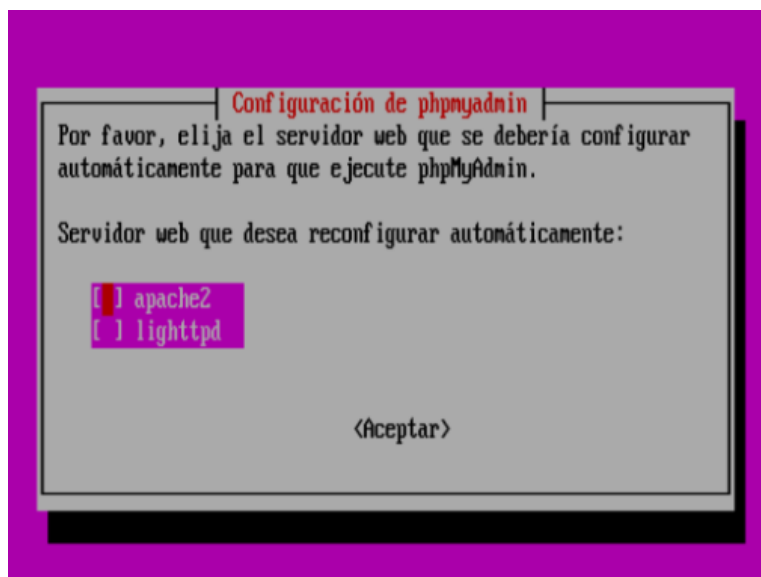 Configuración de phpmyadmin
Por favor, elija el servidor web que se debería configurar
automáticamente para que ejecute phpMyAdmin.
Servidor web que desea reconfigurar automáticamente:
[ ] apache2
[ ] lighttpd
<Aceptar>